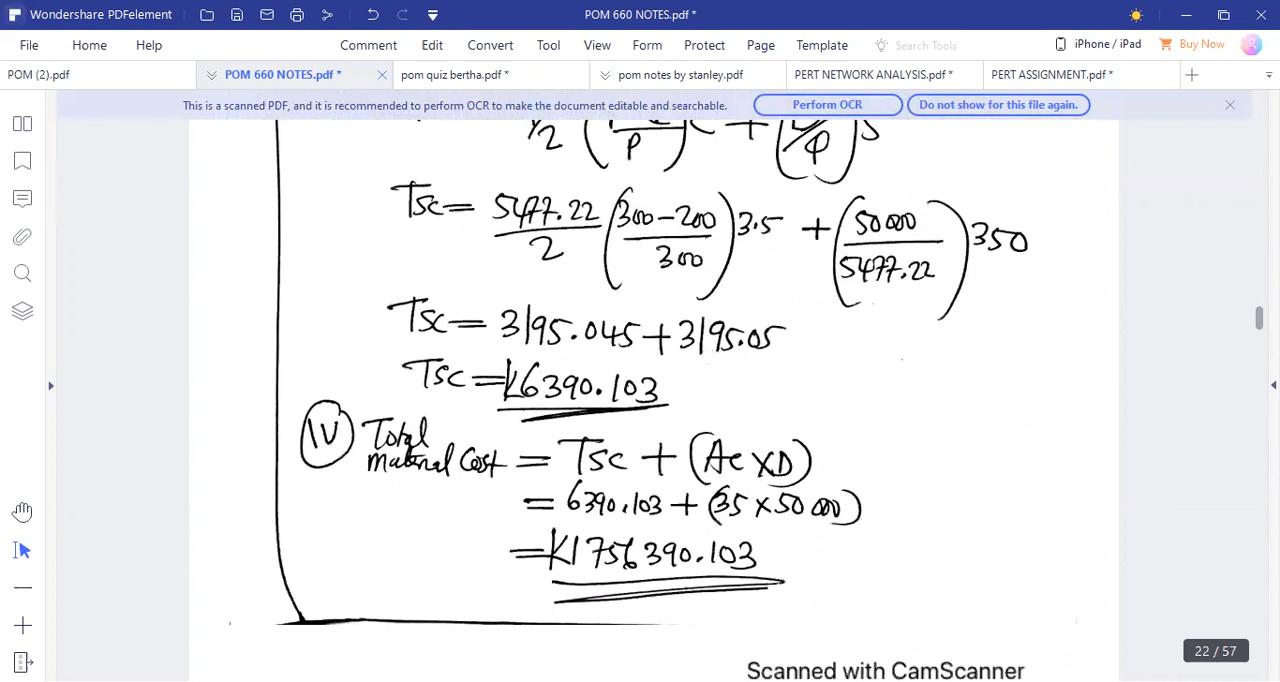 Wondershare PDFelement
POM 660 NOTES.pdf *
File Home Help Comment Edit Convert Tool View Form Protect Page Template Search Tools iPhone / iPad Buy Now
POM (2).pdf POM 660 NOTES.pdf * pom quiz bertha.pdf * pom notes by stanley.pdf PERT NETWORK ANALYSIS.pdf * PERT ASSIGNMENT.pdf *
This is a scanned PDF, and it is recommended to perform OCR to make the document editable and searchable. Perform OCR Do not show for this file again.
Tsc = 5477.22/2 (300-200/300) 3.5 + (50000/5477.22) 350
Tsc = 3195.045 + 3195.05
Tsc = K6390.103
IV Total Material Cost = Tsc + (Ac x D)
= 6390.103 + (35 x 50000)
= K1756390.103
22 / 57
Scanned with CamScanner